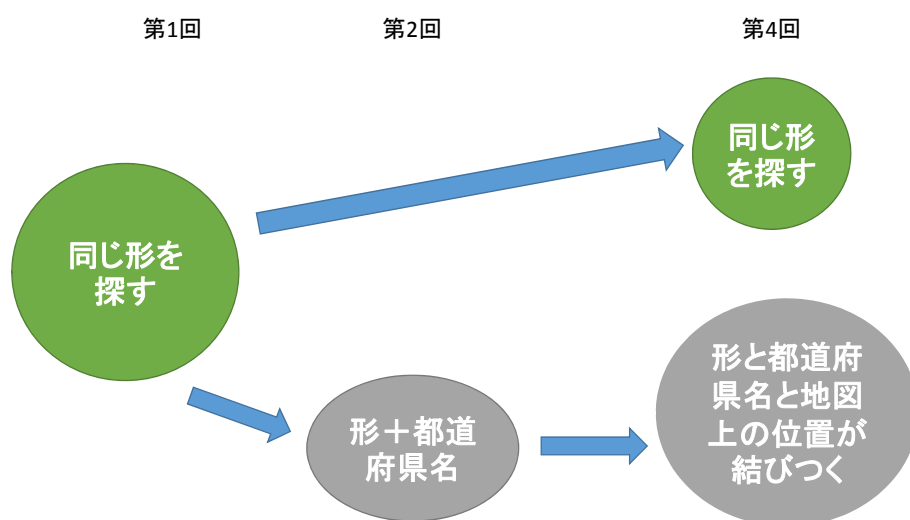 第1回
第2回
第4回
同じ形
を探す
同じ形を
探す
形と都道府
県名と地図
上の位置が
結びつく
形＋都道
府県名